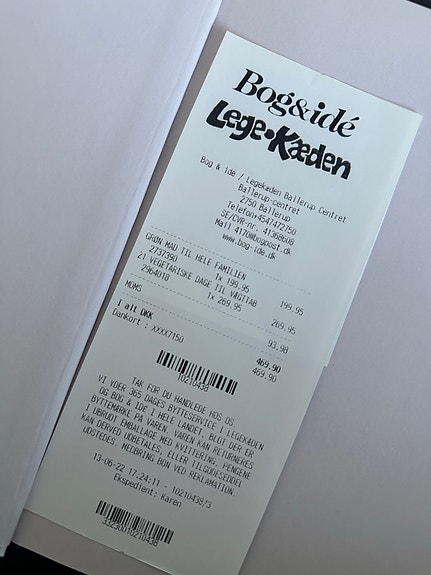 Bog&idé
Lege•Kæden
Bog & idé / Legekæden Ballerup Centret
Ballerup-centret
2750 Ballerup
Telefon+4547472750
SE/CVR-nr. 41368608
Mail 4170@bogpost.dk
www.bog-ide.dk
GRØN MAD TIL HELE FAMILIEN
2737390 1x 199.95 199.95
21 VEGETARISKE DAGE TIL VÆGTTAB
2964018 1x 269.95 269.95
MOMS 93.98
I alt DKK 469.90
Dankort : XXXX7150 469.90
10210438
TAK FOR DU HANDLEDE HOS OS.
VI YDER 365 DAGES BYTTESERVICE I LEGEKÆDEN
OG BOG & IDE I HELE LANDET, BLOT DER ER
BYTTEMÆRKE PÅ VAREN. VAREN KAN RETURNERES
I UBRUDT EMBALLAGE MED KVITTERING. PENGENE
KAN DERVED UDBETALES, ELLER TILGODESEDDEL
UDSTEDES. MEDBRING BON VED REKLAMATION.
13-06-22 17:24:11 - 10210438/3
Ekspedient: Karen
33230010210438